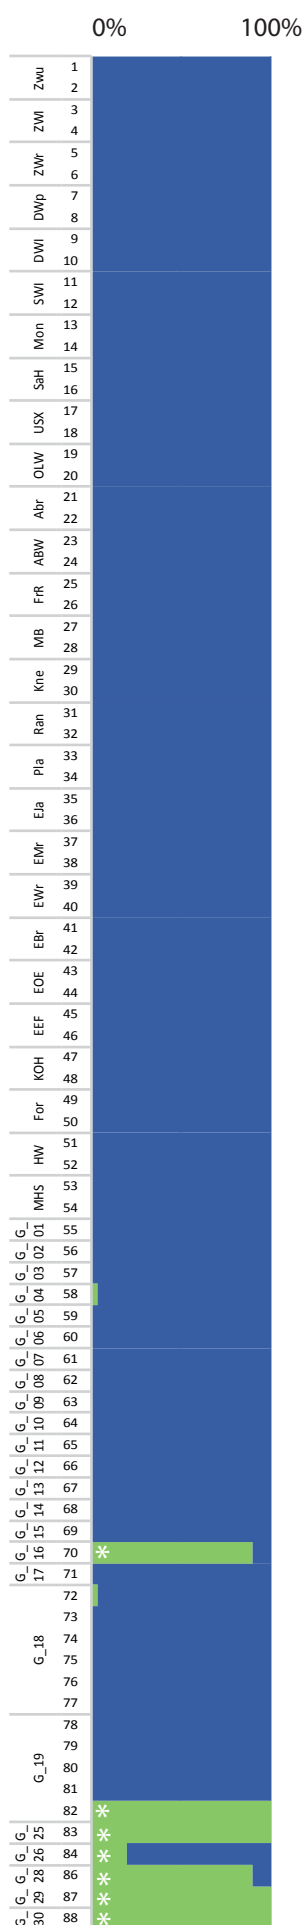 0% 100%
Zwu 1
2
ZWl 3
4
ZWr 5
6
DWp 7
8
DWl 9
10
SWl 11
12
Mon 13
14
SaH 15
16
USX 17
18
OLW 19
20
Abr 21
22
ABW 23
24
FrR 25
26
MB 27
28
Kne 29
30
Ran 31
32
Pla 33
34
EJa 35
36
EMr 37
38
EWr 39
40
EBr 41
42
EOE 43
44
EEF 45
46
KOH 47
48
For 49
50
HW 51
52
MHS 53
54
G_01 55
G_02 56
G_03 57
G_04 58
G_05 59
G_06 60
G_07 61
G_08 62
G_09 63
G_10 64
G_11 65
G_12 66
G_13 67
G_14 68
G_15 69
G_16 70 *
G_17 71
72
73
G_18 74
75
76
77
78
79
G_19 80
81
82 *
G_25 83 *
G_26 84 *
G_28 86 *
G_29 87 *
G_30 88 *